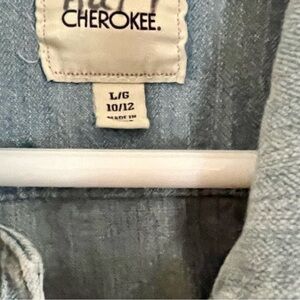 CHEROKEE.
L/G
10/12
MADE IN